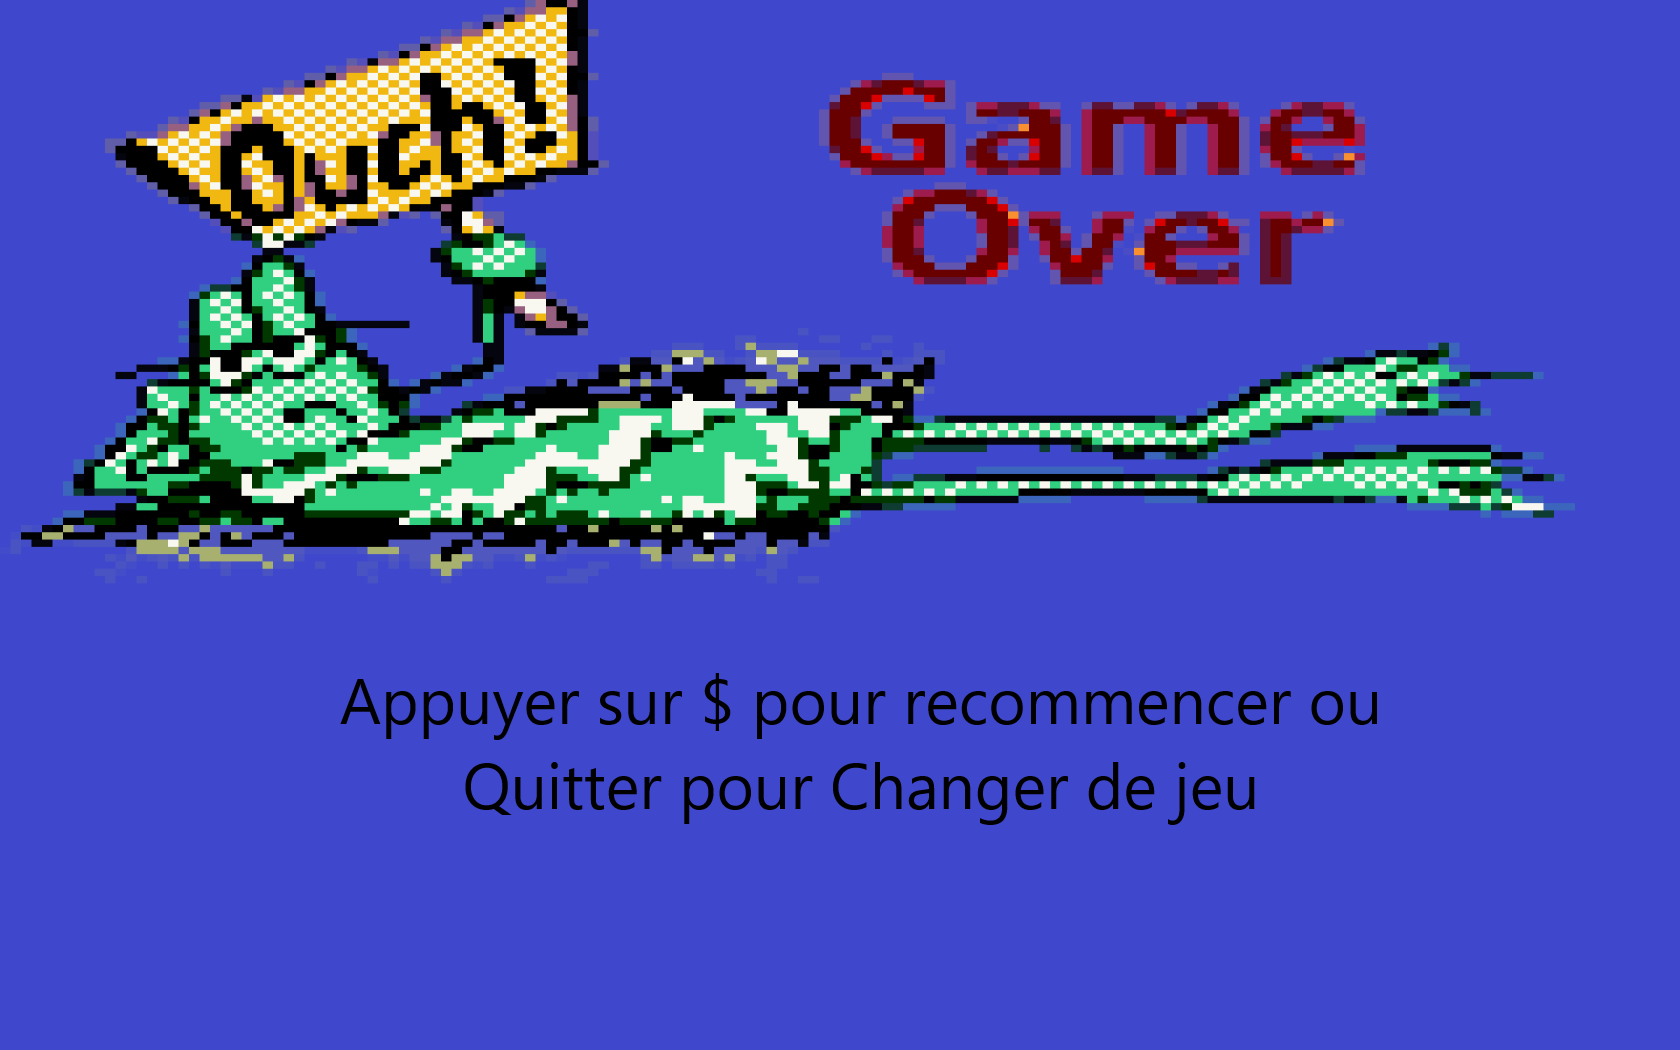 Ouch!
Game
Over
Appuyer sur $ pour recommencer ou
Quitter pour Changer de jeu